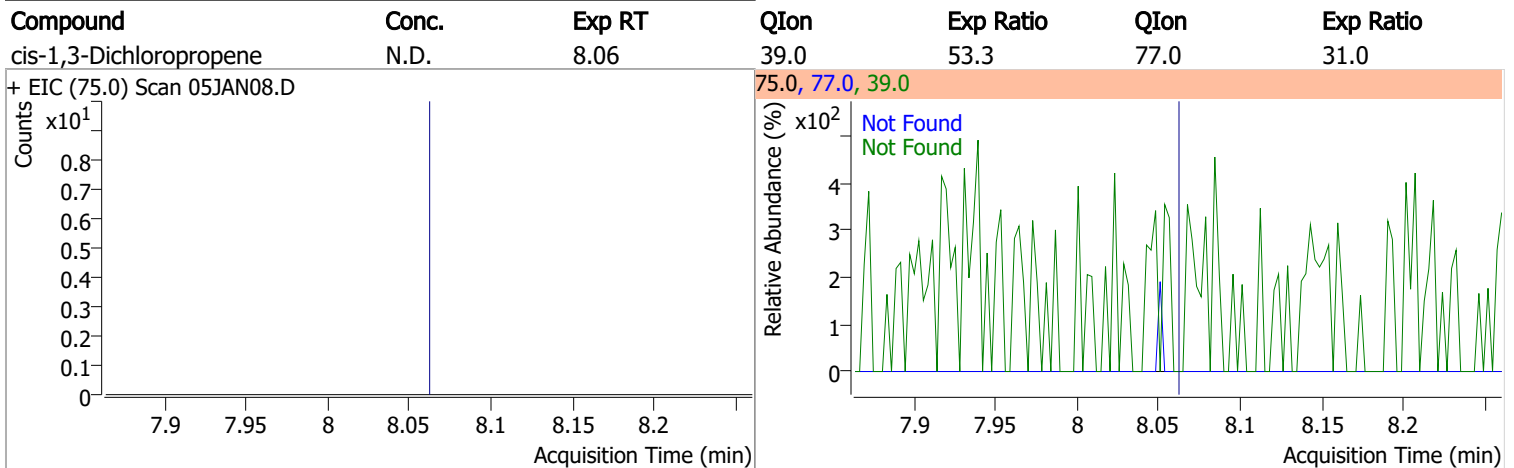 Compound Conc. Exp RT QIon Exp Ratio QIon Exp Ratio
cis-1,3-Dichloropropene N.D. 8.06 39.0 53.3 77.0 31.0
+ EIC (75.0) Scan 05JAN08.D
Counts
x10¹
0.8
0.7
0.6
0.5
0.4
0.3
0.2
0.1
0
7.9 7.95 8 8.05 8.1 8.15 8.2
Acquisition Time (min)
75.0, 77.0, 39.0
Relative Abundance (%)
x10²
Not Found
Not Found
4
3
2
1
0
7.9 7.95 8 8.05 8.1 8.15 8.2
Acquisition Time (min)